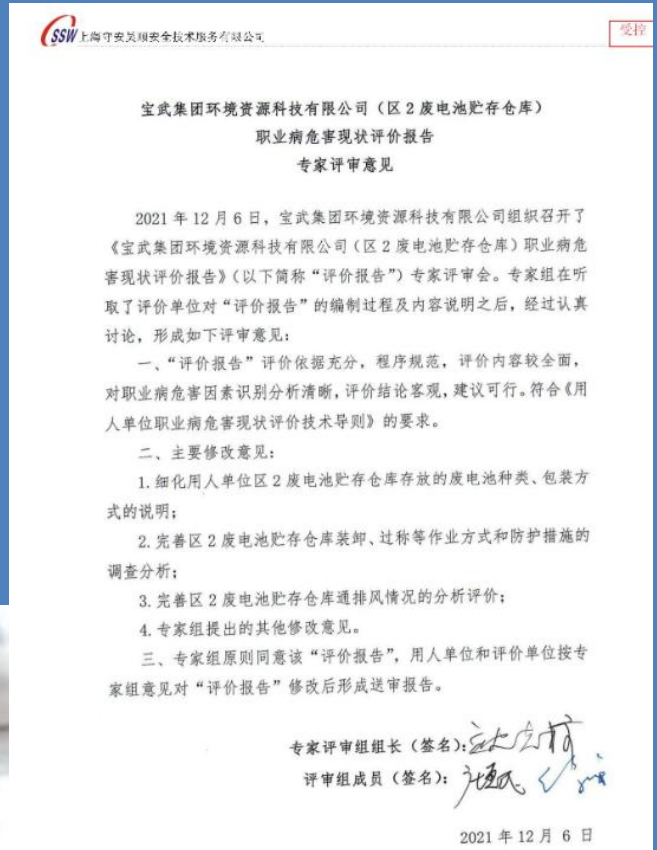 SSW 上海守安昊顺安全技术服务有限公司
受控
宝武集团环境资源科技有限公司（区2废电池贮存仓库）
职业病危害现状评价报告
专家评审意见
2021年12月6日，宝武集团环境资源科技有限公司组织召开了
《宝武集团环境资源科技有限公司（区2废电池贮存仓库）职业病危
害现状评价报告》（以下简称“评价报告”）专家评审会。专家组在听
取了评价单位对“评价报告”的编制过程及内容说明之后，经过认真
讨论，形成如下评审意见：
一、“评价报告”评价依据充分，程序规范，评价内容较全面，
对职业病危害因素识别分析清晰，评价结论客观，建议可行。符合《用
人单位职业病危害现状评价技术导则》的要求。
二、主要修改意见：
1.细化用人单位区2废电池贮存仓库存放的废电池种类、包装方
式的说明；
2.完善区2废电池贮存仓库装卸、过称等作业方式和防护措施的
调查分析；
3.完善区2废电池贮存仓库通排风情况的分析评价；
4.专家组提出的其他修改意见。
三、专家组原则同意该“评价报告”，用人单位和评价单位按专
家组意见对“评价报告”修改后形成送审报告。
专家评审组组长（签名）：
评审组成员（签名）：
2021年12月6日